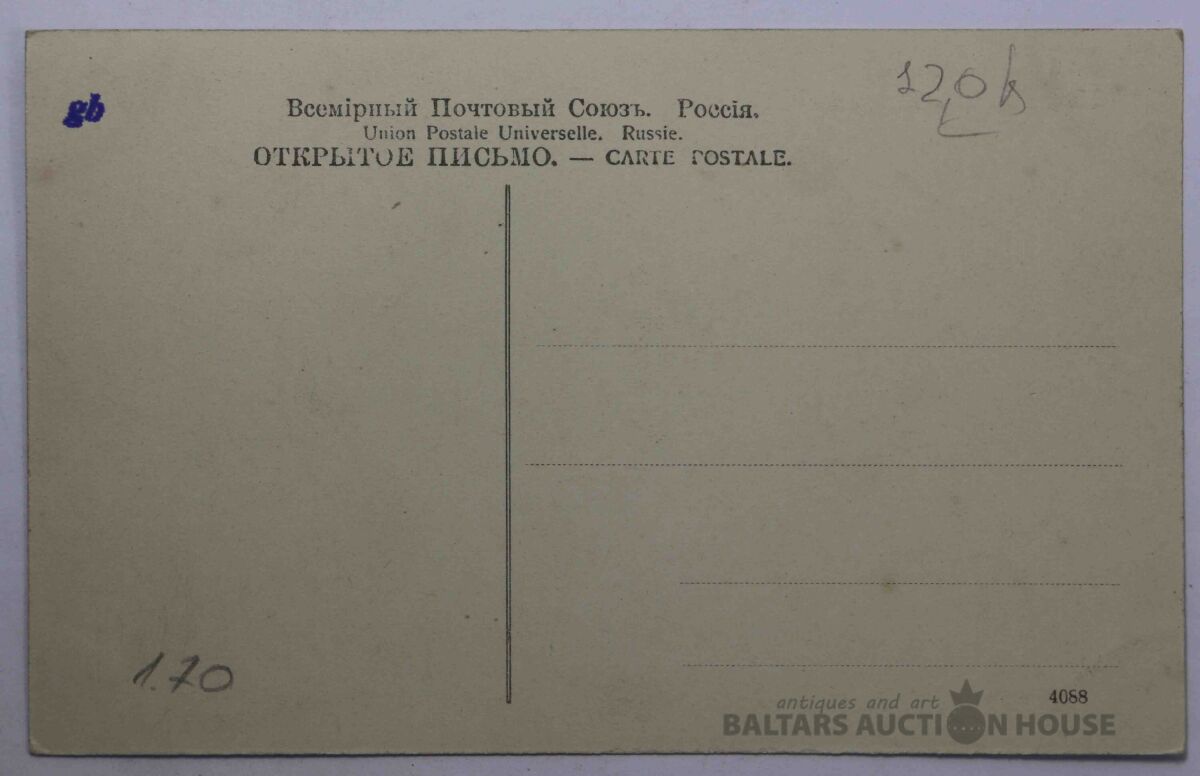 gb
120k
Всемірный Почтовый Союзъ. Россія.
Union Postale Universelle. Russie.
ОТКРЫТОЕ ПИСЬМО. — CARTE POSTALE.
1.70
4088
antiques and art
BALTARS AUCTION HOUSE